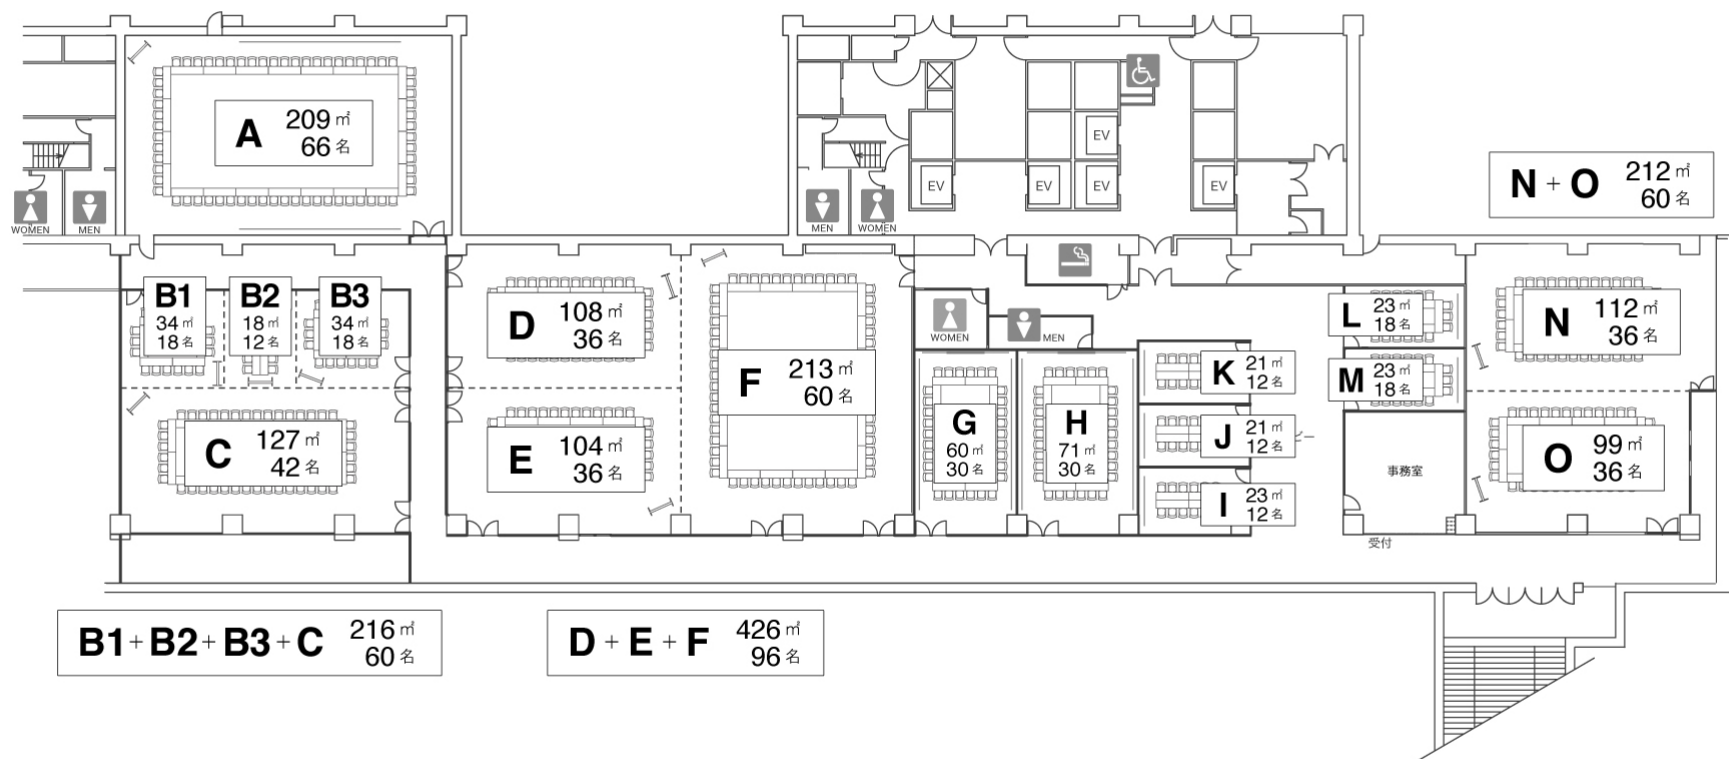 A 209㎡
66名
WOMEN
MEN
MEN
WOMEN
EV
EV
EV
EV
EV
N + O 212㎡
60名
B1
34㎡
18名
B2
18㎡
12名
B3
34㎡
18名
C 127㎡
42名
D 108㎡
36名
E 104㎡
36名
F 213㎡
60名
WOMEN
MEN
G
60㎡
30名
H
71㎡
30名
K 21㎡
12名
J 21㎡
12名
I 23㎡
12名
L 23㎡
18名
M 23㎡
18名
事務室
受付
N 112㎡
36名
O 99㎡
36名
B1+B2+B3+C 216㎡
60名
D + E + F 426㎡
96名